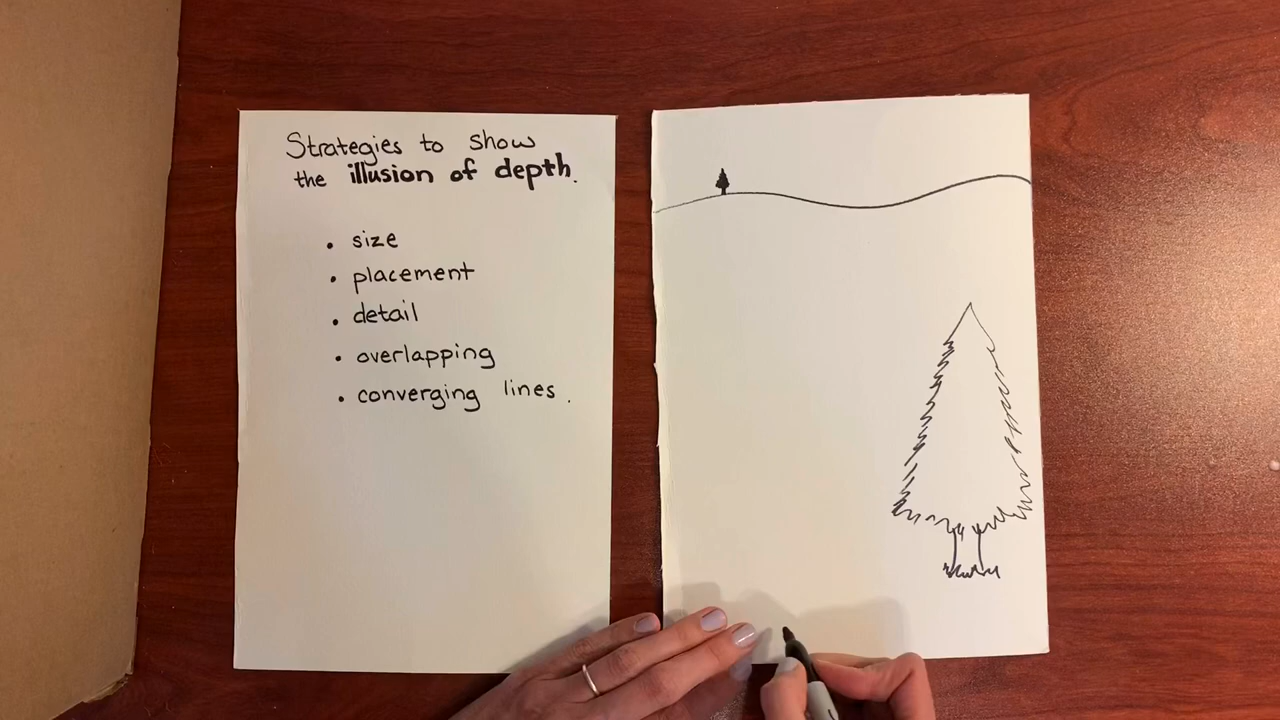 Strategies to show
the illusion of depth.
• size
• placement
• detail
• overlapping
• converging lines.